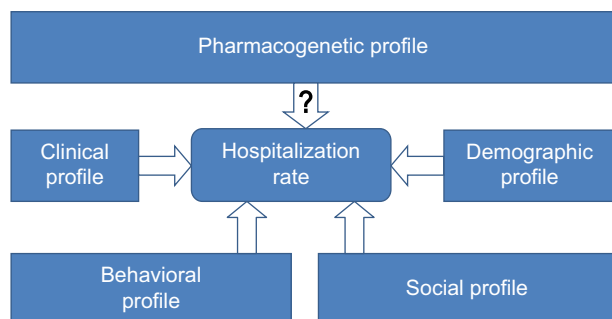 Pharmacogenetic profile
?
Clinical
profile
Hospitalization
rate
Demographic
profile
Behavioral
profile
Social profile